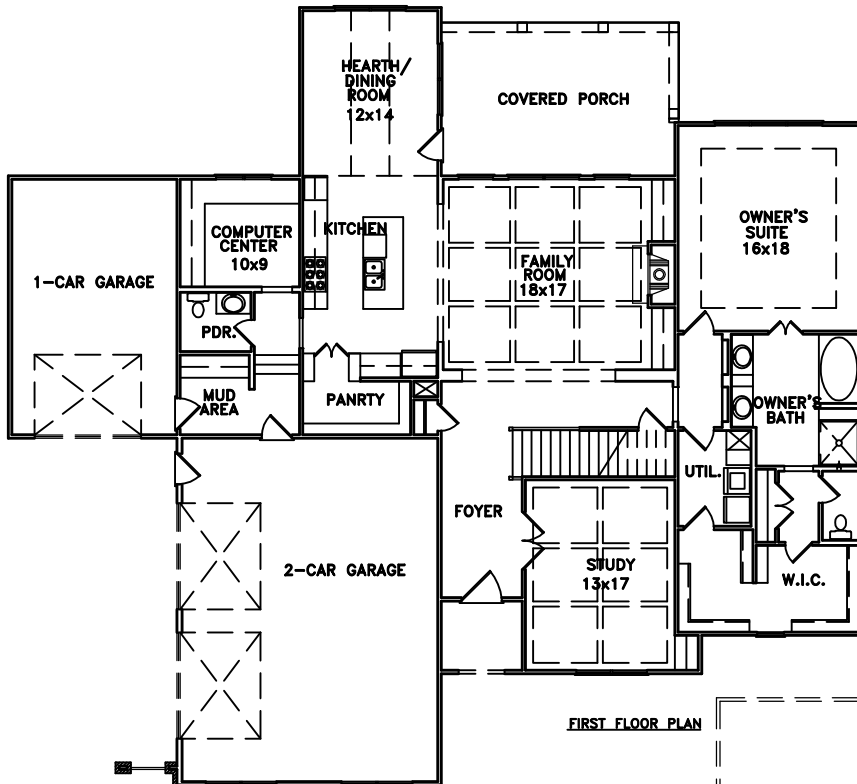 HEARTH/
DINING
ROOM
12x14
COVERED PORCH
OWNER'S
SUITE
16x18
COMPUTER
CENTER
10x9
KITCHEN
FAMILY
ROOM
18x17
1-CAR GARAGE
PDR.
MUD
AREA
PANRTY
OWNER'S
BATH
UTIL.
FOYER
2-CAR GARAGE
STUDY
13x17
W.I.C.
FIRST FLOOR PLAN